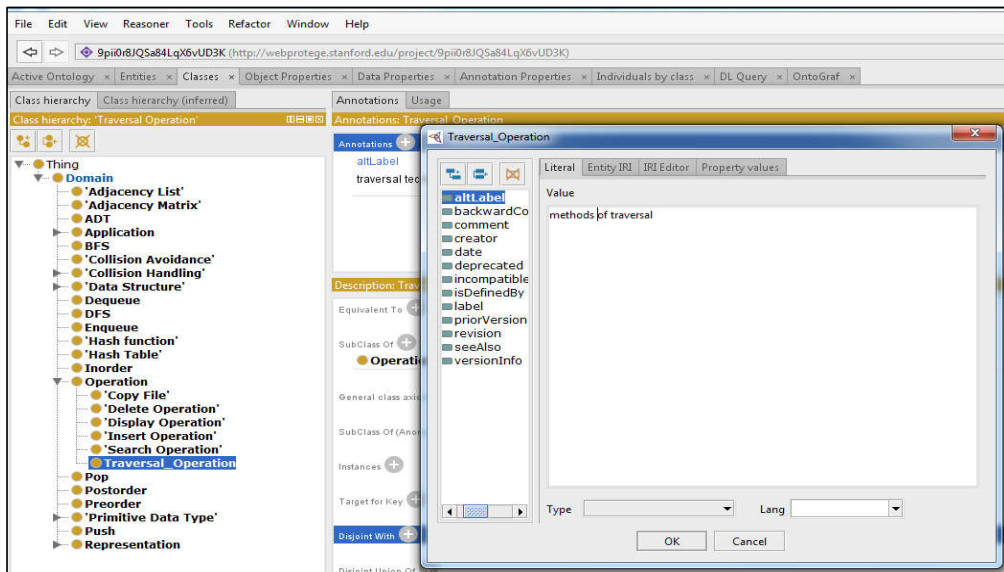 File Edit View Reasoner Tools Refactor Window Help
9pii0r8JQSa84LqX6vUD3K (http://webprotege.stanford.edu/project/9pii0r8JQSa84LqX6vUD3K)
Active Ontology × Entities × Classes × Object Properties × Data Properties × Annotation Properties × Individuals by class × DL Query × OntoGraf ×
Class hierarchy Class hierarchy (inferred)
Class hierarchy: 'Traversal Operation'
Thing
Domain
'Adjacency List'
'Adjacency Matrix'
ADT
Application
BFS
'Collision Avoidance'
'Collision Handling'
'Data Structure'
Dequeue
DFS
Enqueue
'Hash function'
'Hash Table'
Inorder
Operation
'Copy File'
'Delete Operation'
'Display Operation'
'Insert Operation'
'Search Operation'
Traversal_Operation
Pop
Postorder
Preorder
'Primitive Data Type'
Push
Representation
Annotations Usage
Annotations: Traversal_Operation
Annotations
altLabel
traversal tec
Description: Trav
Equivalent To
SubClass Of
Operati
General class axio
SubClass Of (Anon
Instances
Target for Key
Disjoint With
Disjoint Union Of
Traversal_Operation
altLabel
backwardCo
comment
creator
date
deprecated
incompatible
isDefinedBy
label
priorVersion
revision
seeAlso
versionInfo
Literal Entity IRI IRI Editor Property values
Value
methods of traversal
Type Lang
OK Cancel